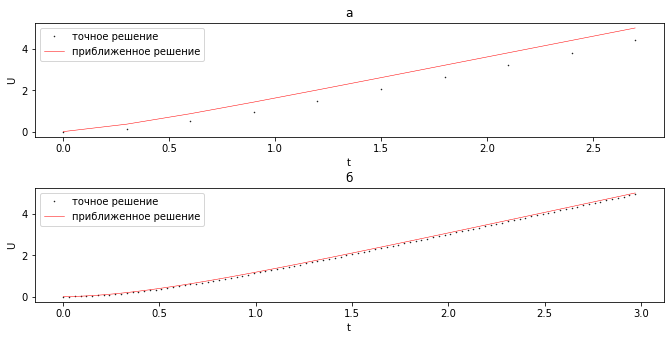 а
точное решение
приближенное решение
U
4
2
0
0.0 0.5 1.0 1.5 2.0 2.5
t
б
точное решение
приближенное решение
U
4
2
0
0.0 0.5 1.0 1.5 2.0 2.5 3.0
t